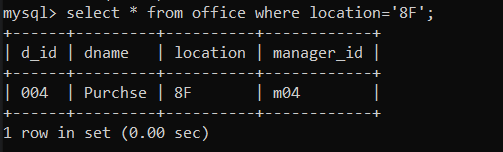 mysql> select * from office where location='8F';
+------+---------+----------+------------+
| d_id | dname   | location | manager_id |
+------+---------+----------+------------+
| 004  | Purchse | 8F       | m04        |
+------+---------+----------+------------+
1 row in set (0.00 sec)